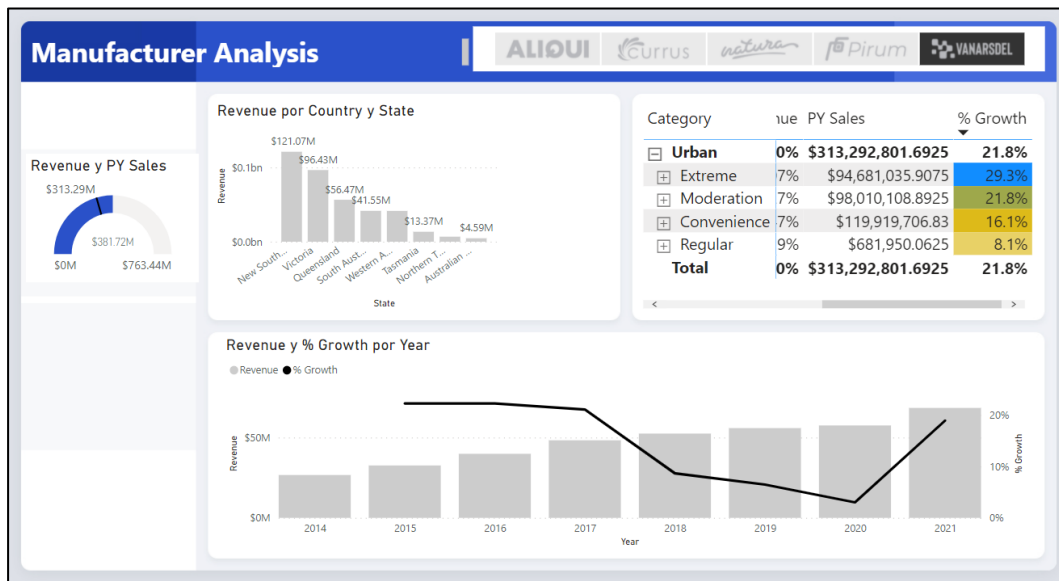 Manufacturer Analysis
ALIQUI
currus
natura
Pirum
VANARSDEL
Revenue y PY Sales
$313.29M
$381.72M
$0M
$763.44M
Revenue por Country y State
$121.07M
$96.43M
$56.47M
$41.55M
$13.37M
$4.59M
$0.1bn
$0.0bn
Revenue
New South...
Victoria
Queensland
South Aust...
Western A...
Tasmania
Northern T...
Australian ...
State
Category ue PY Sales % Growth
Urban 0% $313,292,801.6925 21.8%
Extreme 7% $94,681,035.9075 29.3%
Moderation 7% $98,010,108.8925 21.8%
Convenience 7% $119,919,706.83 16.1%
Regular 9% $681,950.0625 8.1%
Total 0% $313,292,801.6925 21.8%
Revenue y % Growth por Year
Revenue % Growth
$50M
$0M
Revenue
20%
10%
0%
% Growth
2014 2015 2016 2017 2018 2019 2020 2021
Year